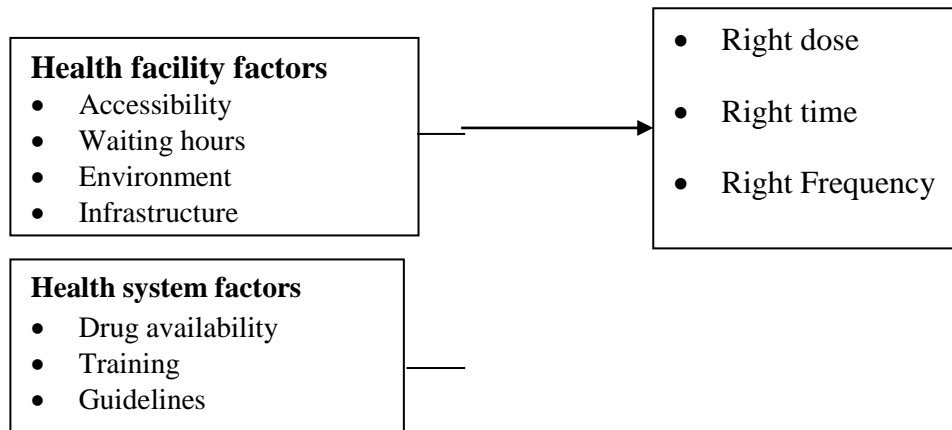 Health facility factors
• Accessibility
• Waiting hours
• Environment
• Infrastructure
• Right dose
• Right time
• Right Frequency
Health system factors
• Drug availability
• Training
• Guidelines